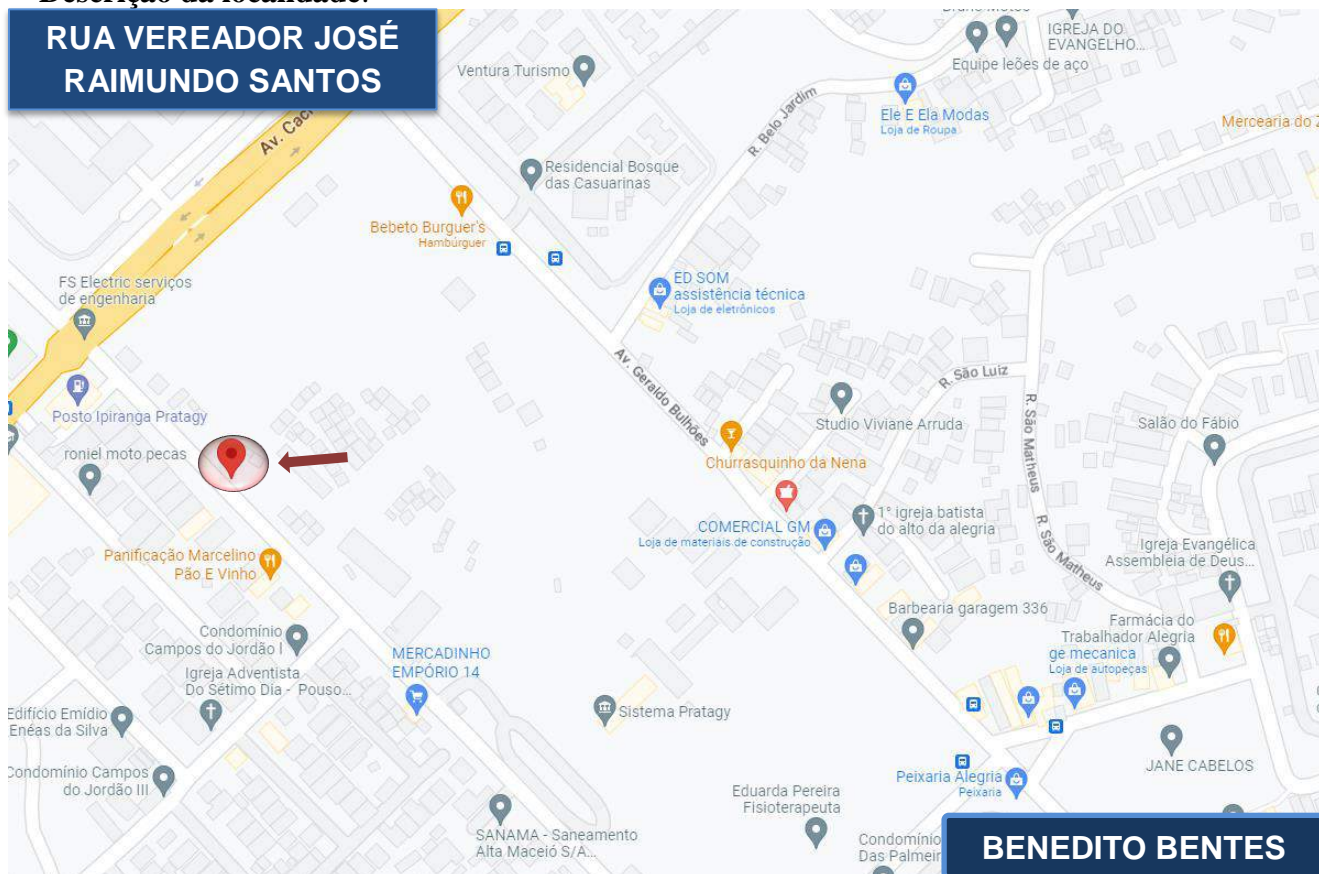 Descrição da localidade:
RUA VEREADOR JOSÉ
RAIMUNDO SANTOS
Bruno Motos
IGREJA DO
EVANGELHO...
Equipe leões de aço
Ventura Turismo
Av. Cac
R. Belo Jardim
Ele E Ela Modas
Loja de Roupa
Mercearia do Z
Residencial Bosque
das Casuarinas
Bebeto Burguer's
Hambúrguer
FS Electric serviços
de engenharia
ED SOM
assistência técnica
Loja de eletrônicos
Av. Geraldo Bulhões
R. São Luiz
Posto Ipiranga Pratagy
Studio Viviane Arruda
R. São Matheus
Salão do Fábio
roniel moto pecas
Churrasquinho da Nena
COMERCIAL GM
Loja de materiais de construção
1° igreja batista
do alto da alegria
R. São Matheus
Igreja Evangélica
Assembleia de Deus...
Panificação Marcelino
Pão E Vinho
Barbearia garagem 336
Farmácia do
Trabalhador Alegria
Condomínio
Campos do Jordão I
MERCADINHO
EMPÓRIO 14
ge mecanica
Loja de autopeças
Igreja Adventista
Do Sétimo Dia - Pouso...
Sistema Pratagy
Edifício Emídio
Enéas da Silva
JANE CABELOS
Condomínio Campos
do Jordão III
Peixaria Alegria
Peixaria
Eduarda Pereira
Fisioterapeuta
SANAMA - Saneamento
Alta Maceió S/A...
Condomínio
Das Palmeir
BENEDITO BENTES